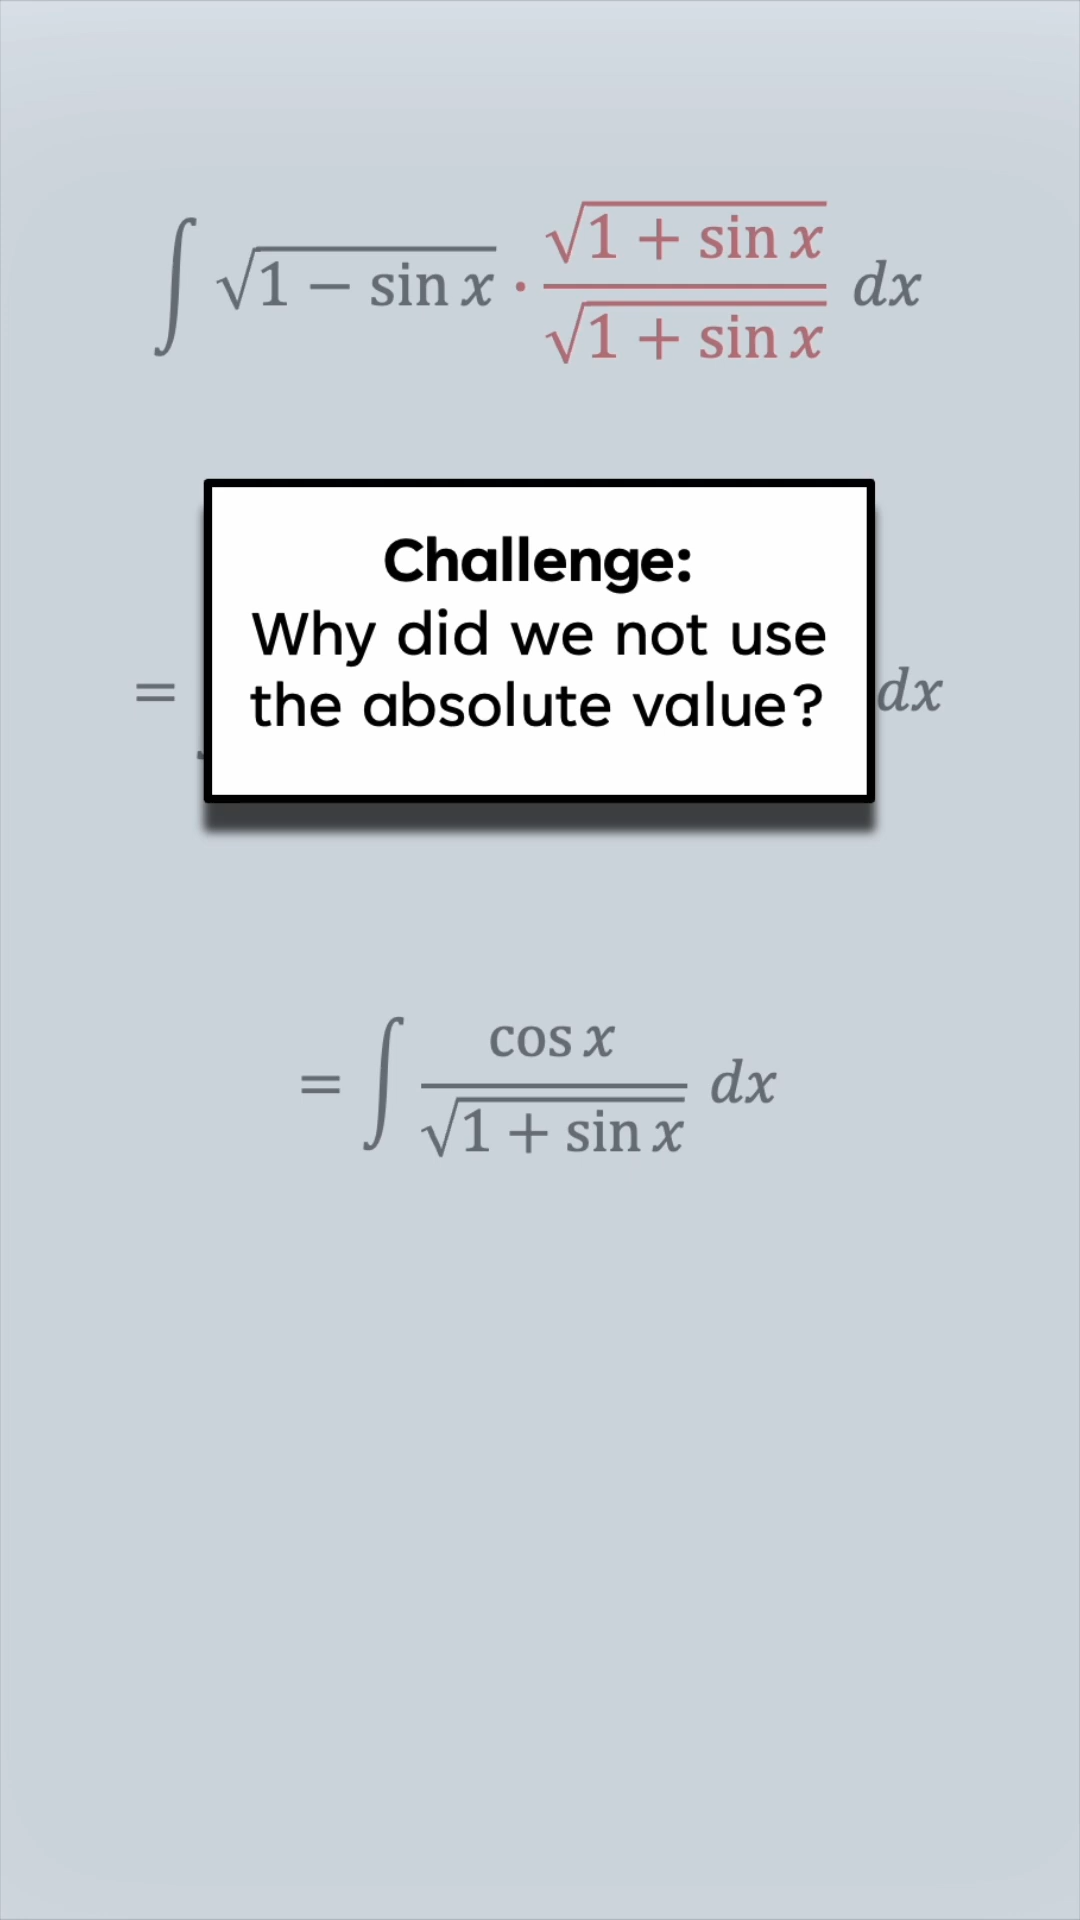 ∫ √(1 − sin x) · √(1 + sin x) / √(1 + sin x) dx
Challenge:
Why did we not use
the absolute value?
= dx
= ∫ cos x / √(1 + sin x) dx